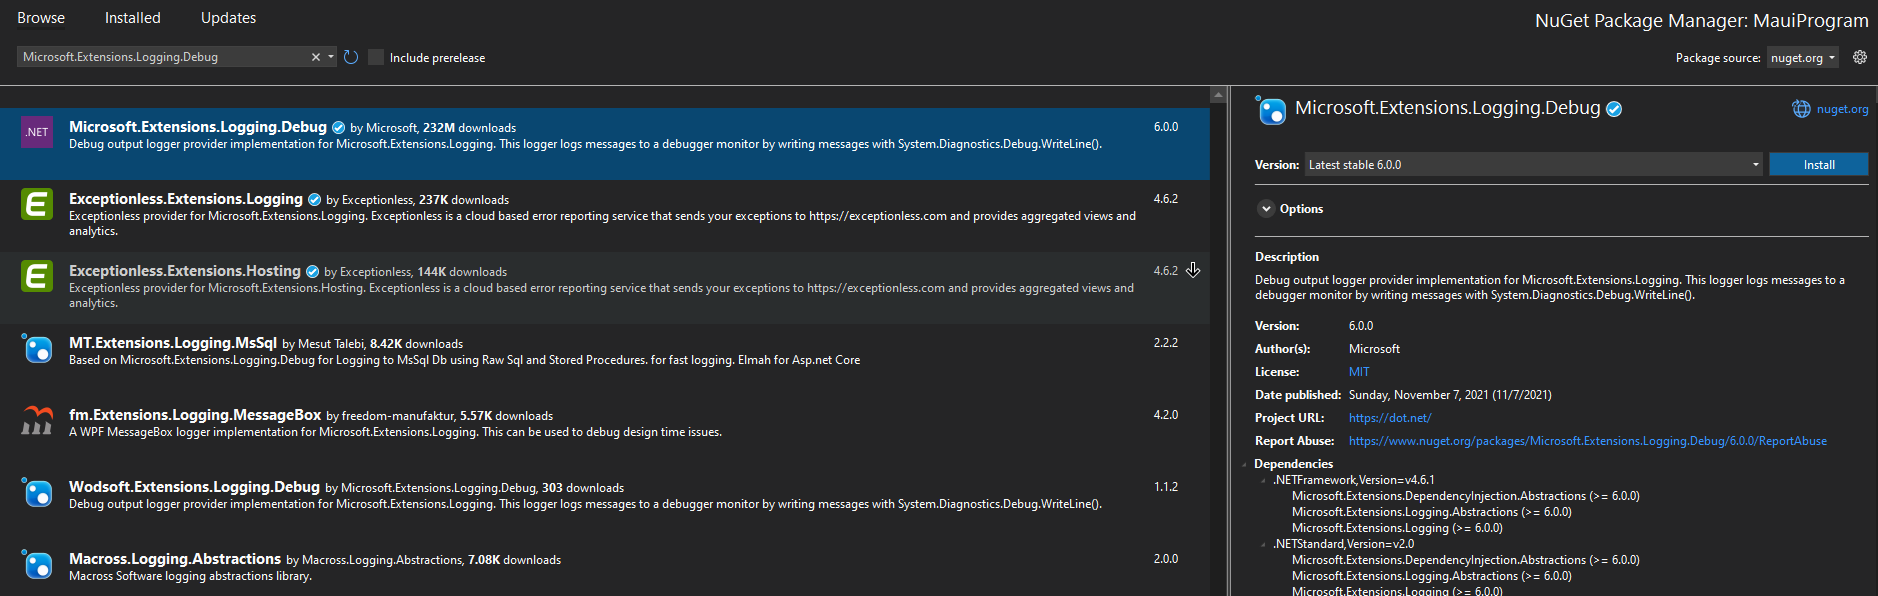 Browse Installed Updates
NuGet Package Manager: MauiProgram
Microsoft.Extensions.Logging.Debug
Include prerelease
Package source: nuget.org
.NET
Microsoft.Extensions.Logging.Debug by Microsoft, 232M downloads 6.0.0
Debug output logger provider implementation for Microsoft.Extensions.Logging. This logger logs messages to a debugger monitor by writing messages with System.Diagnostics.Debug.WriteLine().
Exceptionless.Extensions.Logging by Exceptionless, 237K downloads 4.6.2
Exceptionless provider for Microsoft.Extensions.Logging. Exceptionless is a cloud based error reporting service that sends your exceptions to https://exceptionless.com and provides aggregated views and
analytics.
Exceptionless.Extensions.Hosting by Exceptionless, 144K downloads 4.6.2
Exceptionless provider for Microsoft.Extensions.Hosting. Exceptionless is a cloud based error reporting service that sends your exceptions to https://exceptionless.com and provides aggregated views and
analytics.
MT.Extensions.Logging.MsSql by Mesut Talebi, 8.42K downloads 2.2.2
Based on Microsoft.Extensions.Logging.Debug for Logging to MsSql Db using Raw Sql and Stored Procedures. for fast logging. Elmah for Asp.net Core
fm.Extensions.Logging.MessageBox by freedom-manufaktur, 5.57K downloads 4.2.0
A WPF MessageBox logger implementation for Microsoft.Extensions.Logging. This can be used to debug design time issues.
Wodsoft.Extensions.Logging.Debug by Microsoft.Extensions.Logging.Debug, 303 downloads 1.1.2
Debug output logger provider implementation for Microsoft.Extensions.Logging. This logger logs messages to a debugger monitor by writing messages with System.Diagnostics.Debug.WriteLine().
Macross.Logging.Abstractions by Macross.Logging.Abstractions, 7.08K downloads 2.0.0
Macross Software logging abstractions library.
Microsoft.Extensions.Logging.Debug nuget.org
Version: Latest stable 6.0.0 Install
Options
Description
Debug output logger provider implementation for Microsoft.Extensions.Logging. This logger logs messages to a
debugger monitor by writing messages with System.Diagnostics.Debug.WriteLine().
Version: 6.0.0
Author(s): Microsoft
License: MIT
Date published: Sunday, November 7, 2021 (11/7/2021)
Project URL: https://dot.net/
Report Abuse: https://www.nuget.org/packages/Microsoft.Extensions.Logging.Debug/6.0.0/ReportAbuse
Dependencies
.NETFramework,Version=v4.6.1
Microsoft.Extensions.DependencyInjection.Abstractions (>= 6.0.0)
Microsoft.Extensions.Logging.Abstractions (>= 6.0.0)
Microsoft.Extensions.Logging (>= 6.0.0)
.NETStandard,Version=v2.0
Microsoft.Extensions.DependencyInjection.Abstractions (>= 6.0.0)
Microsoft.Extensions.Logging.Abstractions (>= 6.0.0)
Microsoft.Extensions.Logging (>= 6.0.0)